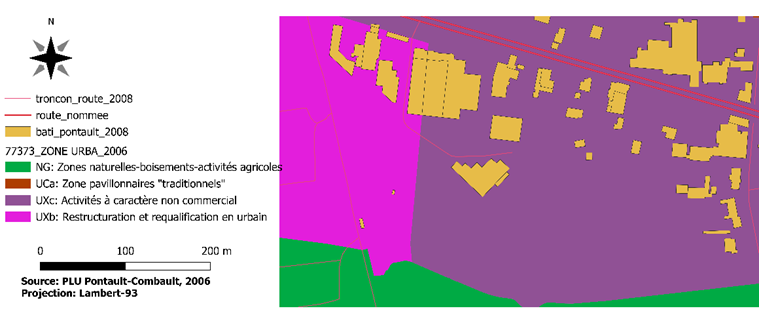 N
troncon_route_2008
route_nommee
bati_pontault_2008
77373_ZONE URBA_2006
NG: Zones naturelles-boisements-activités agricoles
UCa: Zone pavillonnaires "traditionnels"
UXc: Activités à caractère non commercial
UXb: Restructuration et requalification en urbain
0 100 200 m
Source: PLU Pontault-Combault, 2006
Projection: Lambert-93